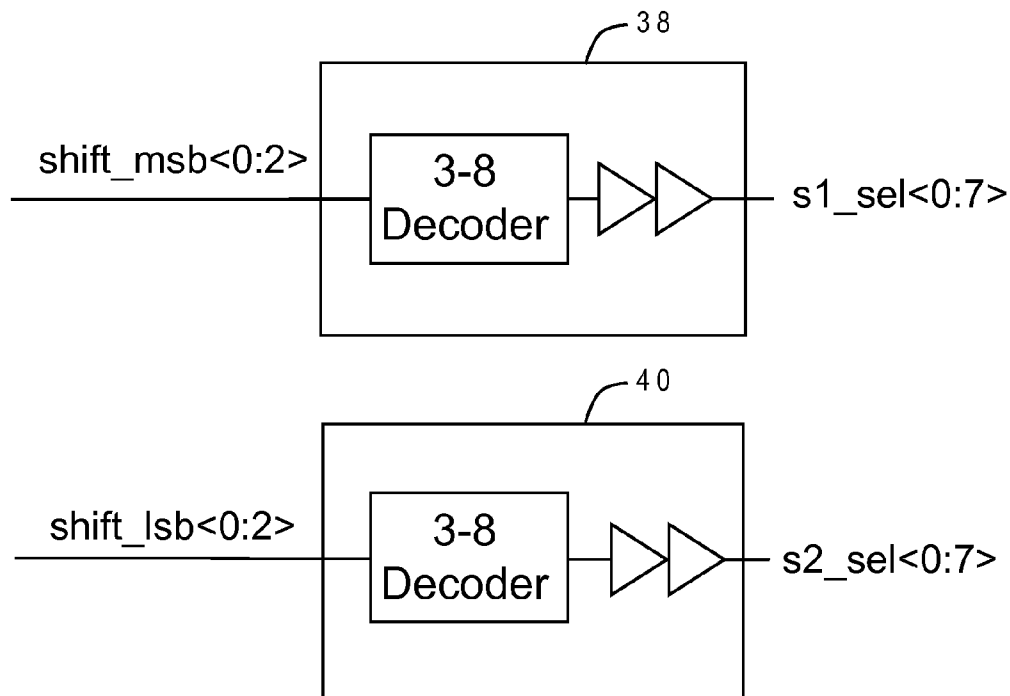 38
shift_msb<0:2>
3-8
Decoder
s1_sel<0:7>
40
shift_lsb<0:2>
3-8
Decoder
s2_sel<0:7>